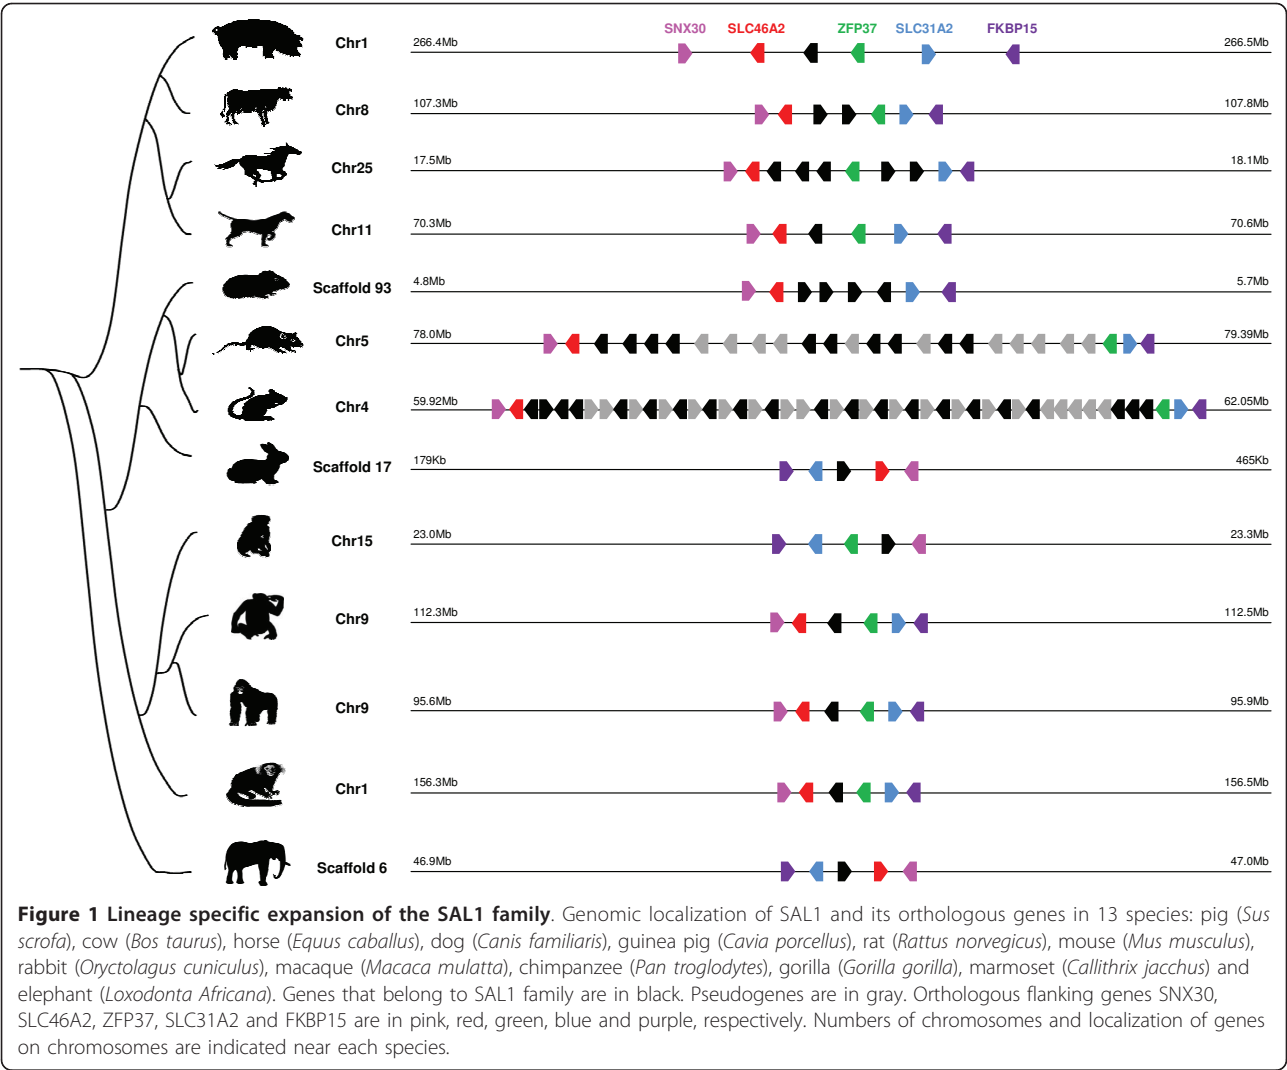 SNX30 SLC46A2 ZFP37 SLC31A2 FKBP15
Chr1 266.4Mb 266.5Mb
Chr8 107.3Mb 107.8Mb
Chr25 17.5Mb 18.1Mb
Chr11 70.3Mb 70.6Mb
Scaffold 93 4.8Mb 5.7Mb
Chr5 78.0Mb 79.39Mb
Chr4 59.92Mb 62.05Mb
Scaffold 17 179Kb 465Kb
Chr15 23.0Mb 23.3Mb
Chr9 112.3Mb 112.5Mb
Chr9 95.6Mb 95.9Mb
Chr1 156.3Mb 156.5Mb
Scaffold 6 46.9Mb 47.0Mb
Figure 1 Lineage specific expansion of the SAL1 family. Genomic localization of SAL1 and its orthologous genes in 13 species: pig (Sus
scrofa), cow (Bos taurus), horse (Equus caballus), dog (Canis familiaris), guinea pig (Cavia porcellus), rat (Rattus norvegicus), mouse (Mus musculus),
rabbit (Oryctolagus cuniculus), macaque (Macaca mulatta), chimpanzee (Pan troglodytes), gorilla (Gorilla gorilla), marmoset (Callithrix jacchus) and
elephant (Loxodonta Africana). Genes that belong to SAL1 family are in black. Pseudogenes are in gray. Orthologous flanking genes SNX30,
SLC46A2, ZFP37, SLC31A2 and FKBP15 are in pink, red, green, blue and purple, respectively. Numbers of chromosomes and localization of genes
on chromosomes are indicated near each species.